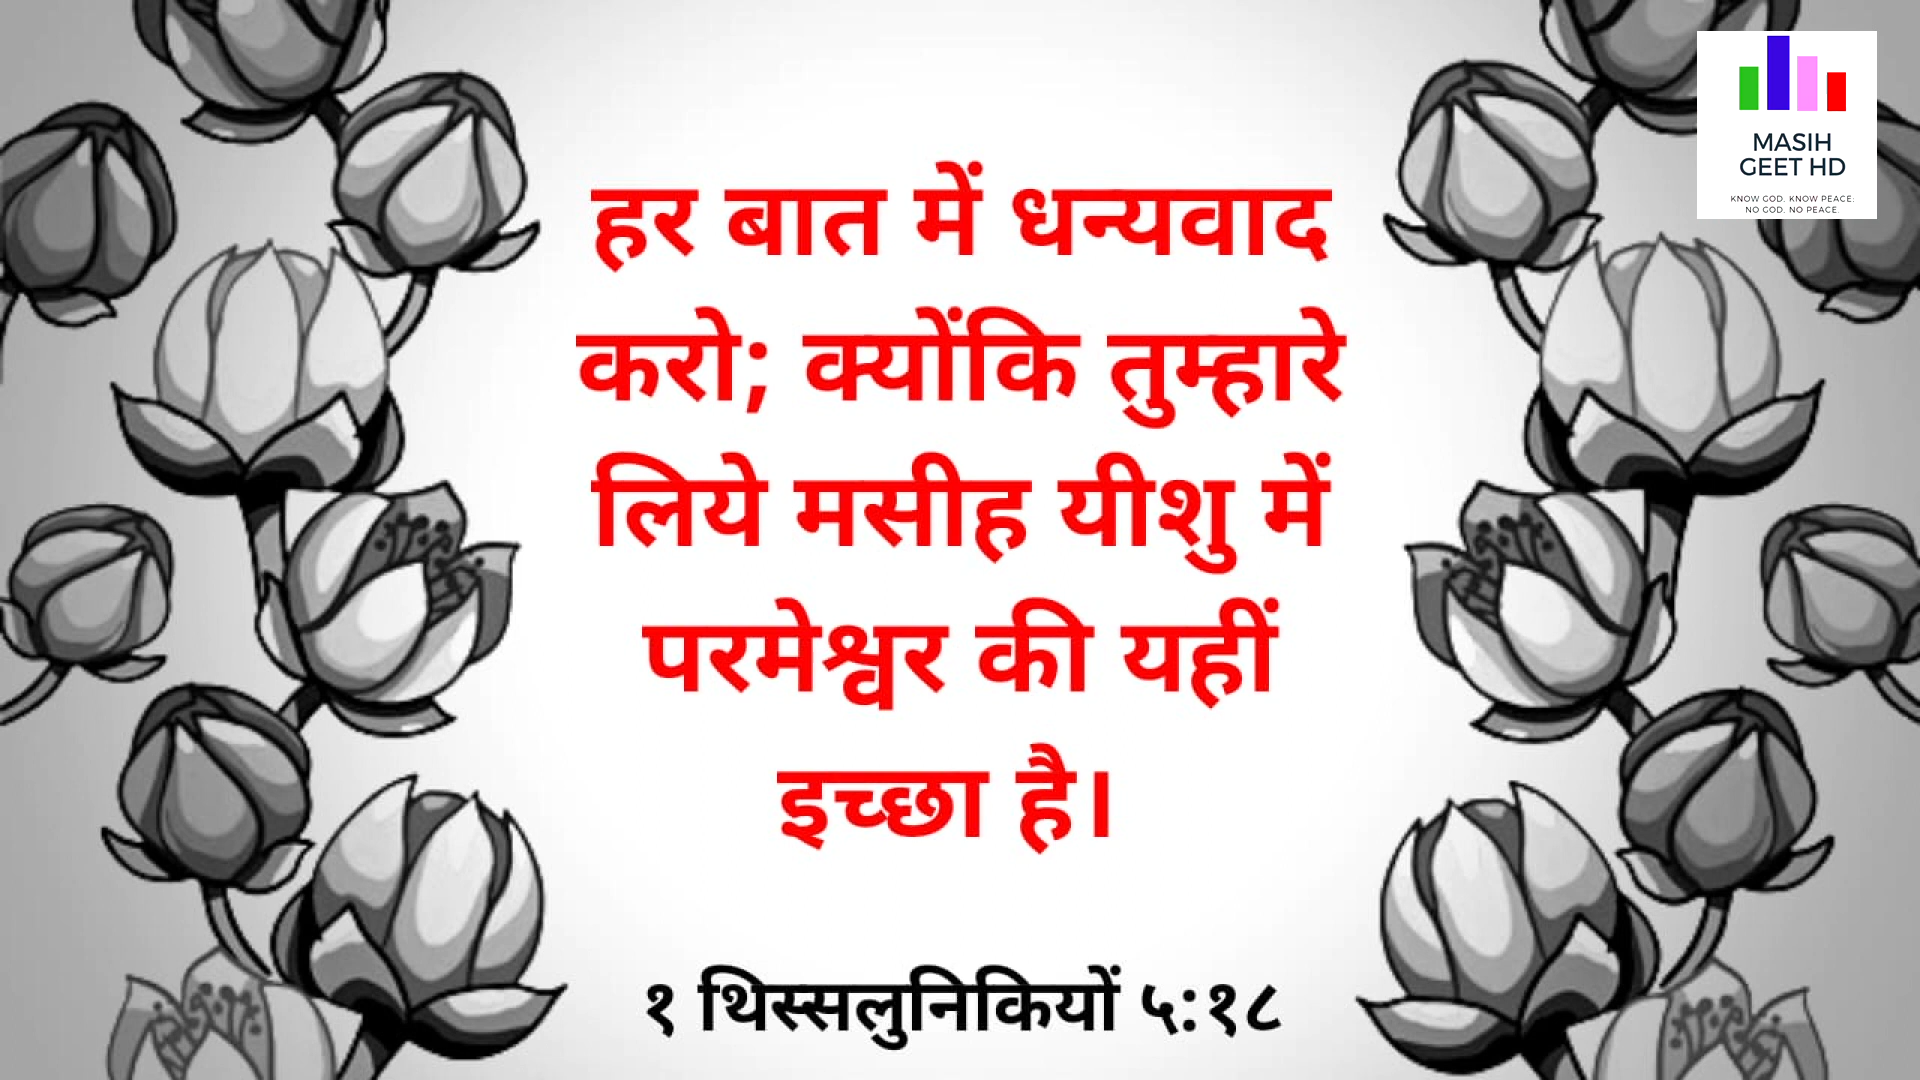 हर बात में धन्यवाद
करो; क्योंकि तुम्हारे
लिये मसीह यीशु में
परमेश्वर की यहीं
इच्छा है।
१ थिस्सलुनिकियों ५:१८
MASIH
GEET HD
KNOW GOD, KNOW PEACE:
NO GOD, NO PEACE.